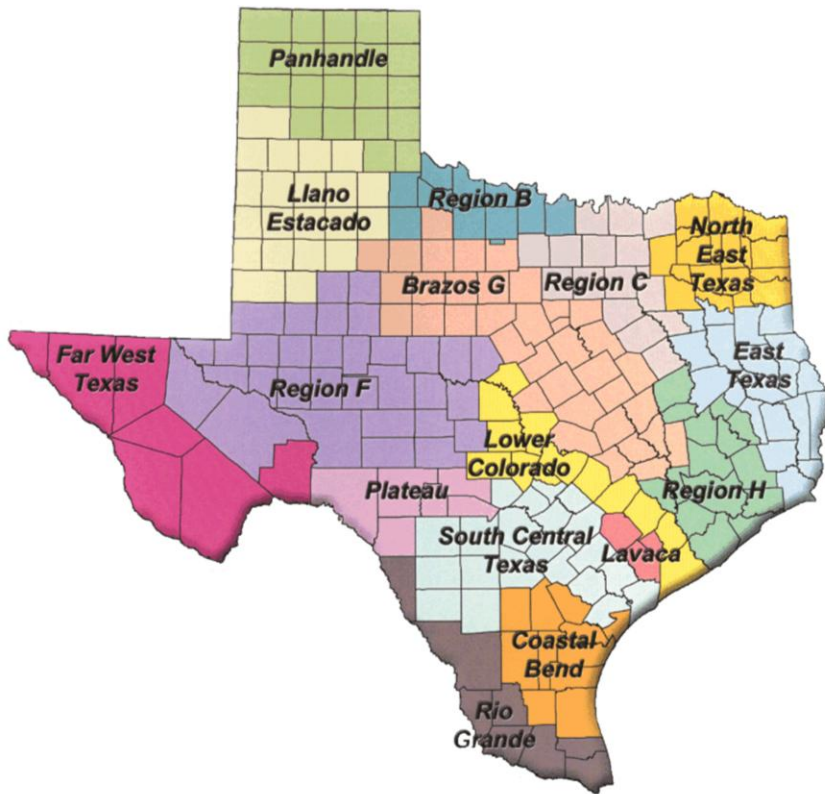 Panhandle
Llano
Estacado
Region B
North
East
Texas
Brazos G
Region C
Far West
Texas
Region F
East
Texas
Lower
Colorado
Plateau
Region H
South Central
Texas
Lavaca
Coastal
Bend
Rio
Grande